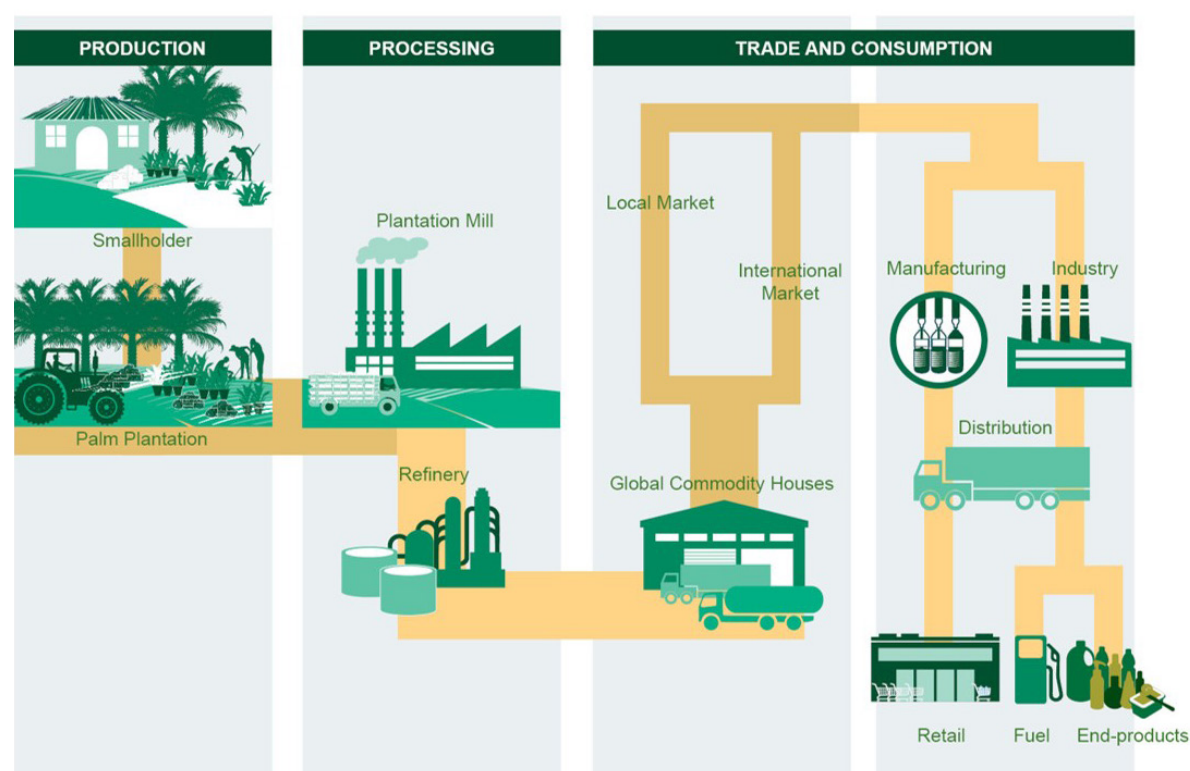 PRODUCTION
PROCESSING
TRADE AND CONSUMPTION
Smallholder
Palm Plantation
Plantation Mill
Refinery
Local Market
International
Market
Global Commodity Houses
Manufacturing
Industry
Distribution
Retail
Fuel
End-products